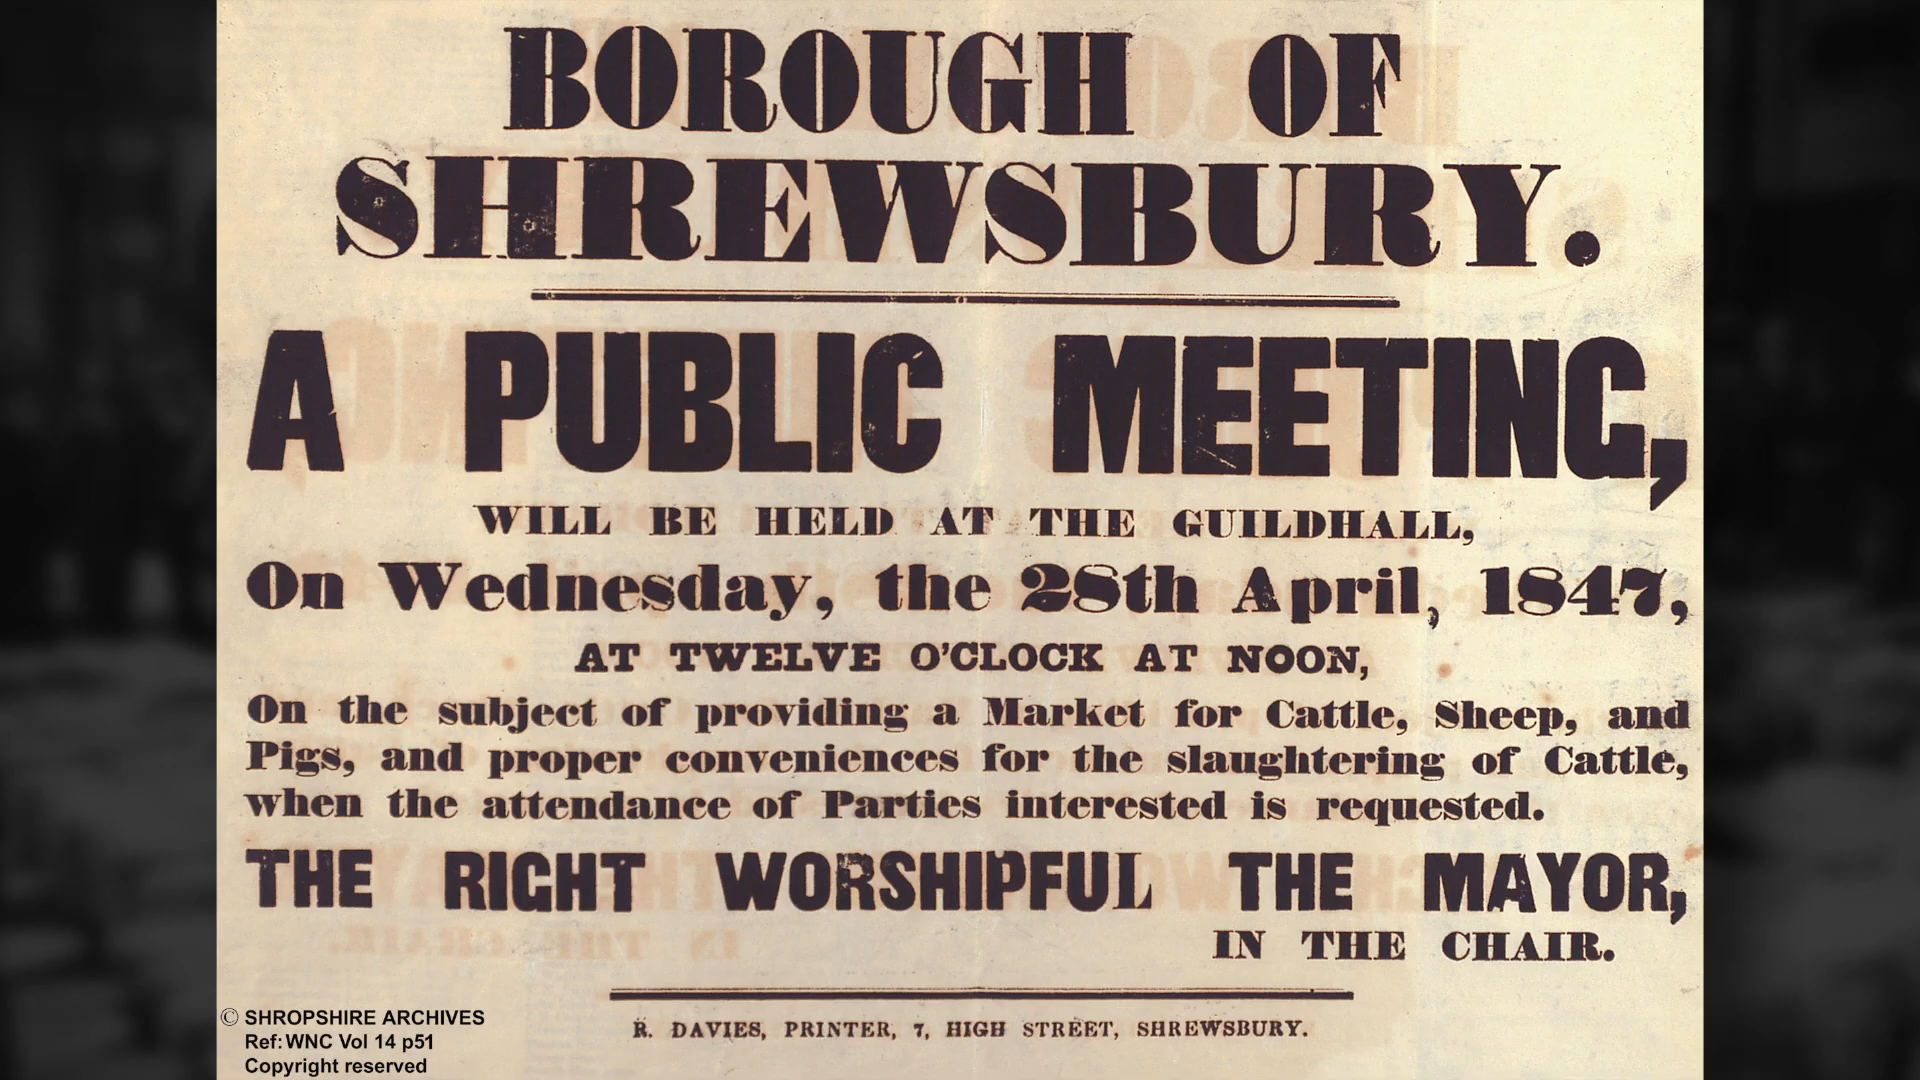 BOROUGH OF
SHREWSBURY.
A PUBLIC MEETING,
WILL BE HELD AT THE GUILDHALL,
On Wednesday, the 28th April, 1847,
AT TWELVE O'CLOCK AT NOON,
On the subject of providing a Market for Cattle, Sheep, and
Pigs, and proper conveniences for the slaughtering of Cattle,
when the attendance of Parties interested is requested.
THE RIGHT WORSHIPFUL THE MAYOR,
IN THE CHAIR.
R. DAVIES, PRINTER, 7, HIGH STREET, SHREWSBURY.
© SHROPSHIRE ARCHIVES
Ref: WNC Vol 14 p51
Copyright reserved